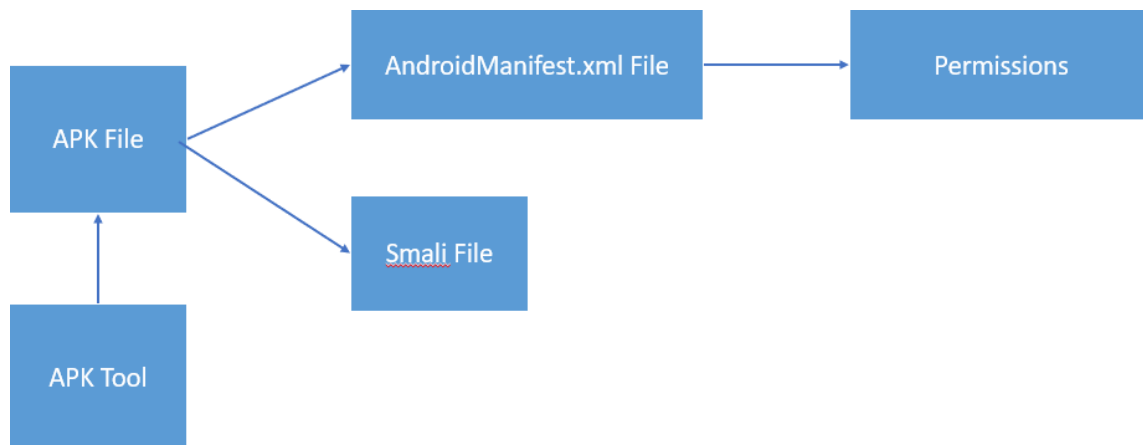 AndroidManifest.xml File
Permissions
APK File
Smali File
APK Tool